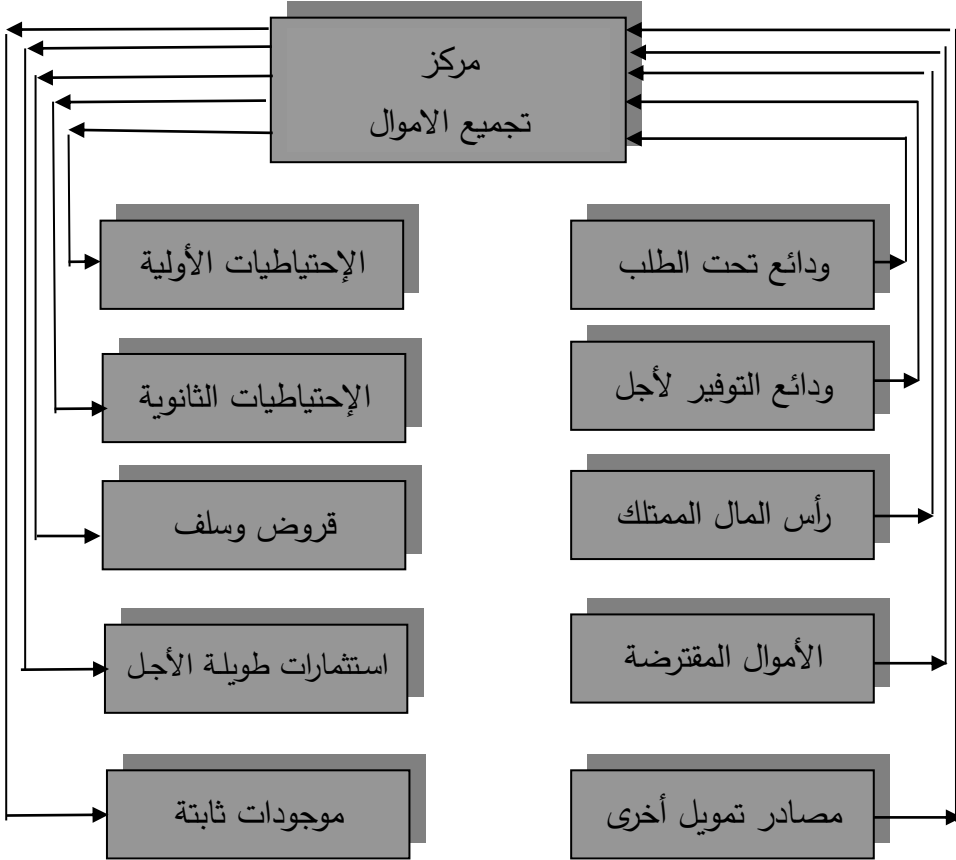 مركز
تجميع الاموال
ودائع تحت الطلب
الإحتياطيات الأولية
ودائع التوفير لأجل
الإحتياطيات الثانوية
رأس المال الممتلك
قروض وسلف
الأموال المقترضة
استثمارات طويلة الأجل
مصادر تمويل أخرى
موجودات ثابتة